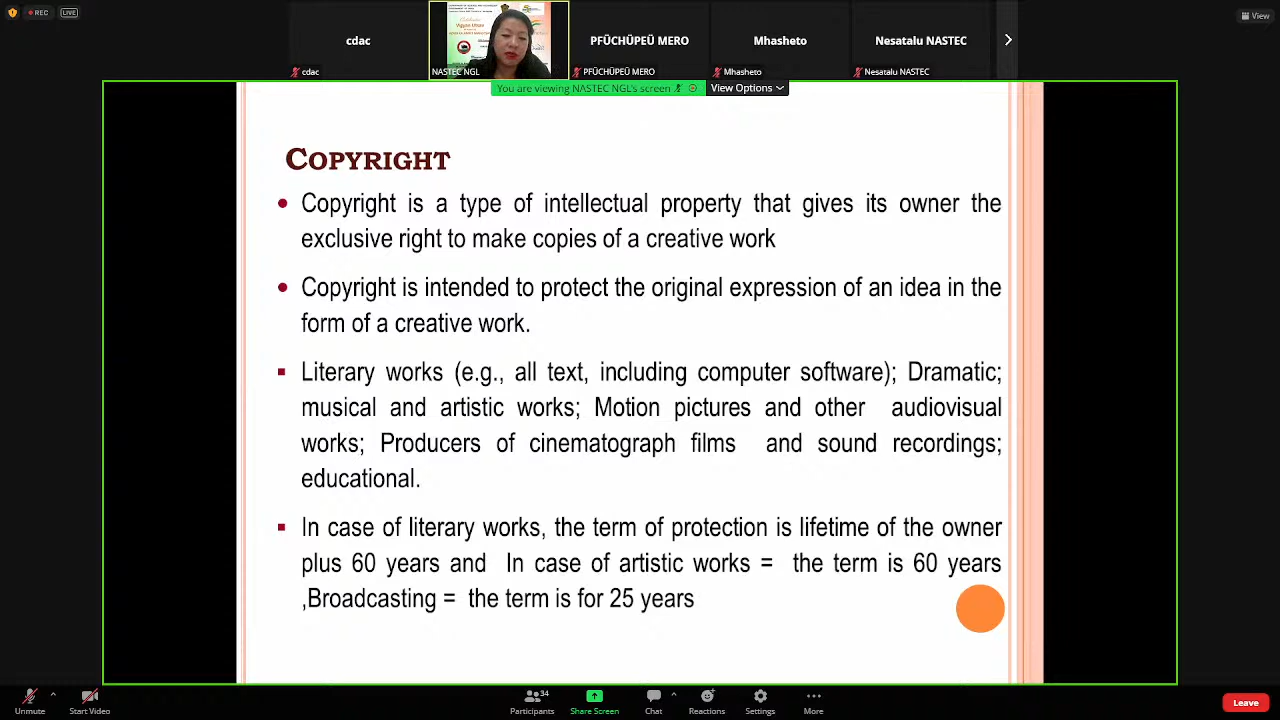 REC
LIVE
View
cdac
PFÜCHÜPEÜ MERO
Mhasheto
Nesatalu NASTEC
cdac
NASTEC NGL
PFÜCHÜPEÜ MERO
Mhasheto
Nesatalu NASTEC
You are viewing NASTEC NGL's screen
View Options
COPYRIGHT
Copyright is a type of intellectual property that gives its owner the
exclusive right to make copies of a creative work
Copyright is intended to protect the original expression of an idea in the
form of a creative work.
Literary works (e.g., all text, including computer software); Dramatic;
musical and artistic works; Motion pictures and other audiovisual
works; Producers of cinematograph films and sound recordings;
educational.
In case of literary works, the term of protection is lifetime of the owner
plus 60 years and In case of artistic works = the term is 60 years
,Broadcasting = the term is for 25 years
Unmute
Start Video
34
Participants
Share Screen
Chat
Reactions
Settings
More
Leave